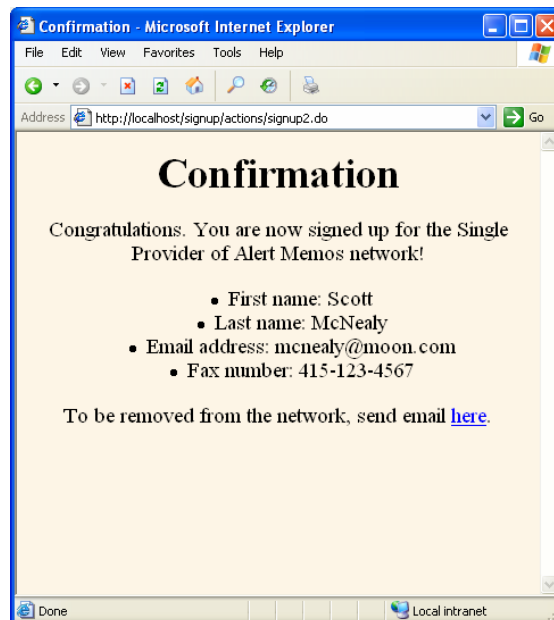 Confirmation - Microsoft Internet Explorer
File Edit View Favorites Tools Help
Address http://localhost/signup/actions/signup2.do Go
Confirmation
Congratulations. You are now signed up for the Single
Provider of Alert Memos network!
• First name: Scott
• Last name: McNealy
• Email address: mcnealy@moon.com
• Fax number: 415-123-4567
To be removed from the network, send email here.
Done Local intranet